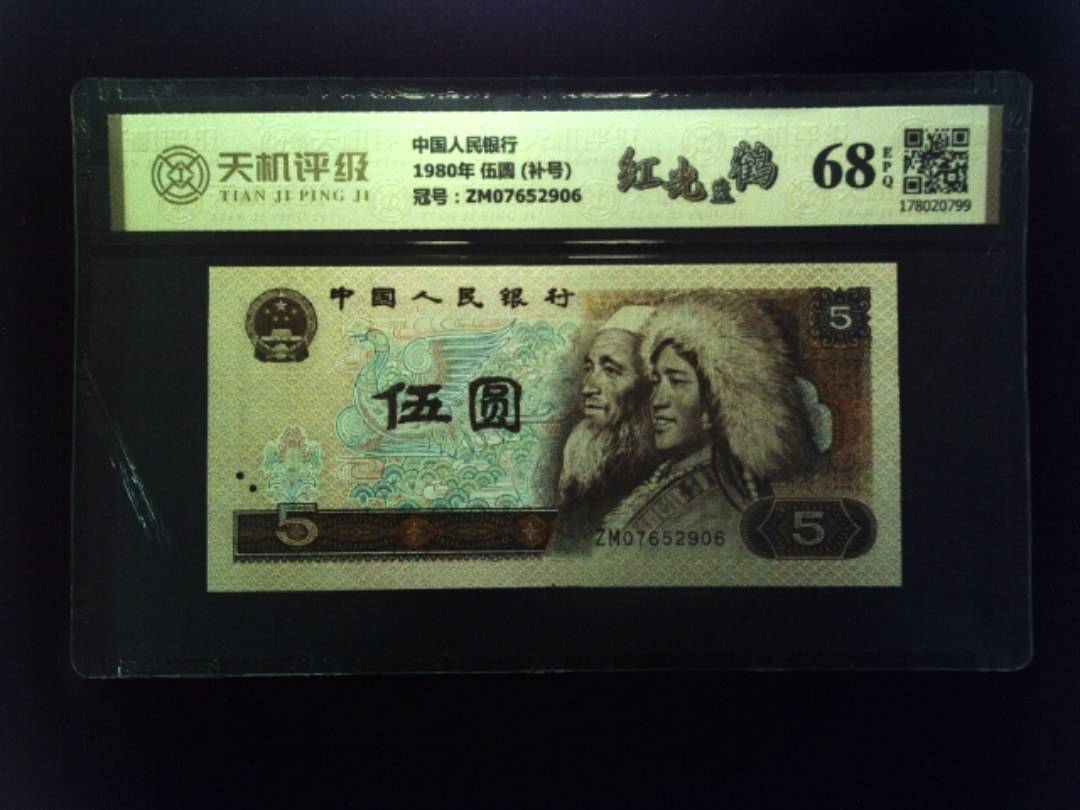 天机评级
TIAN JI PING JI
中国人民银行
1980年 伍圆 (补号)
冠号：ZM07652906
红光蓝鹤
68
EPQ
178020799
中国人民银行
5
伍圆
5
ZM07652906
5